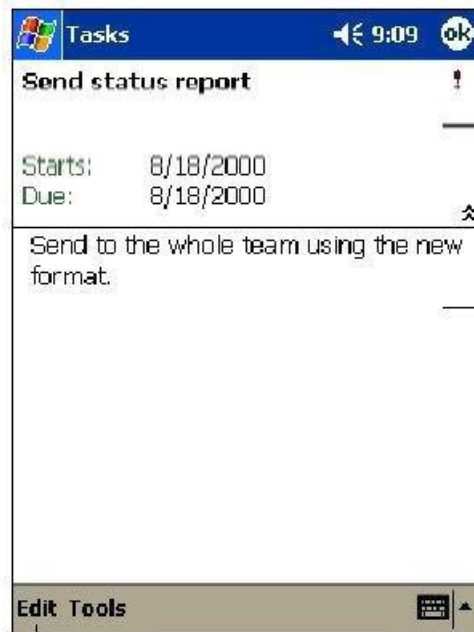 Tasks 9:09 ok
Send status report
Starts: 8/18/2000
Due: 8/18/2000
Send to the whole team using the new
format.
Edit Tools